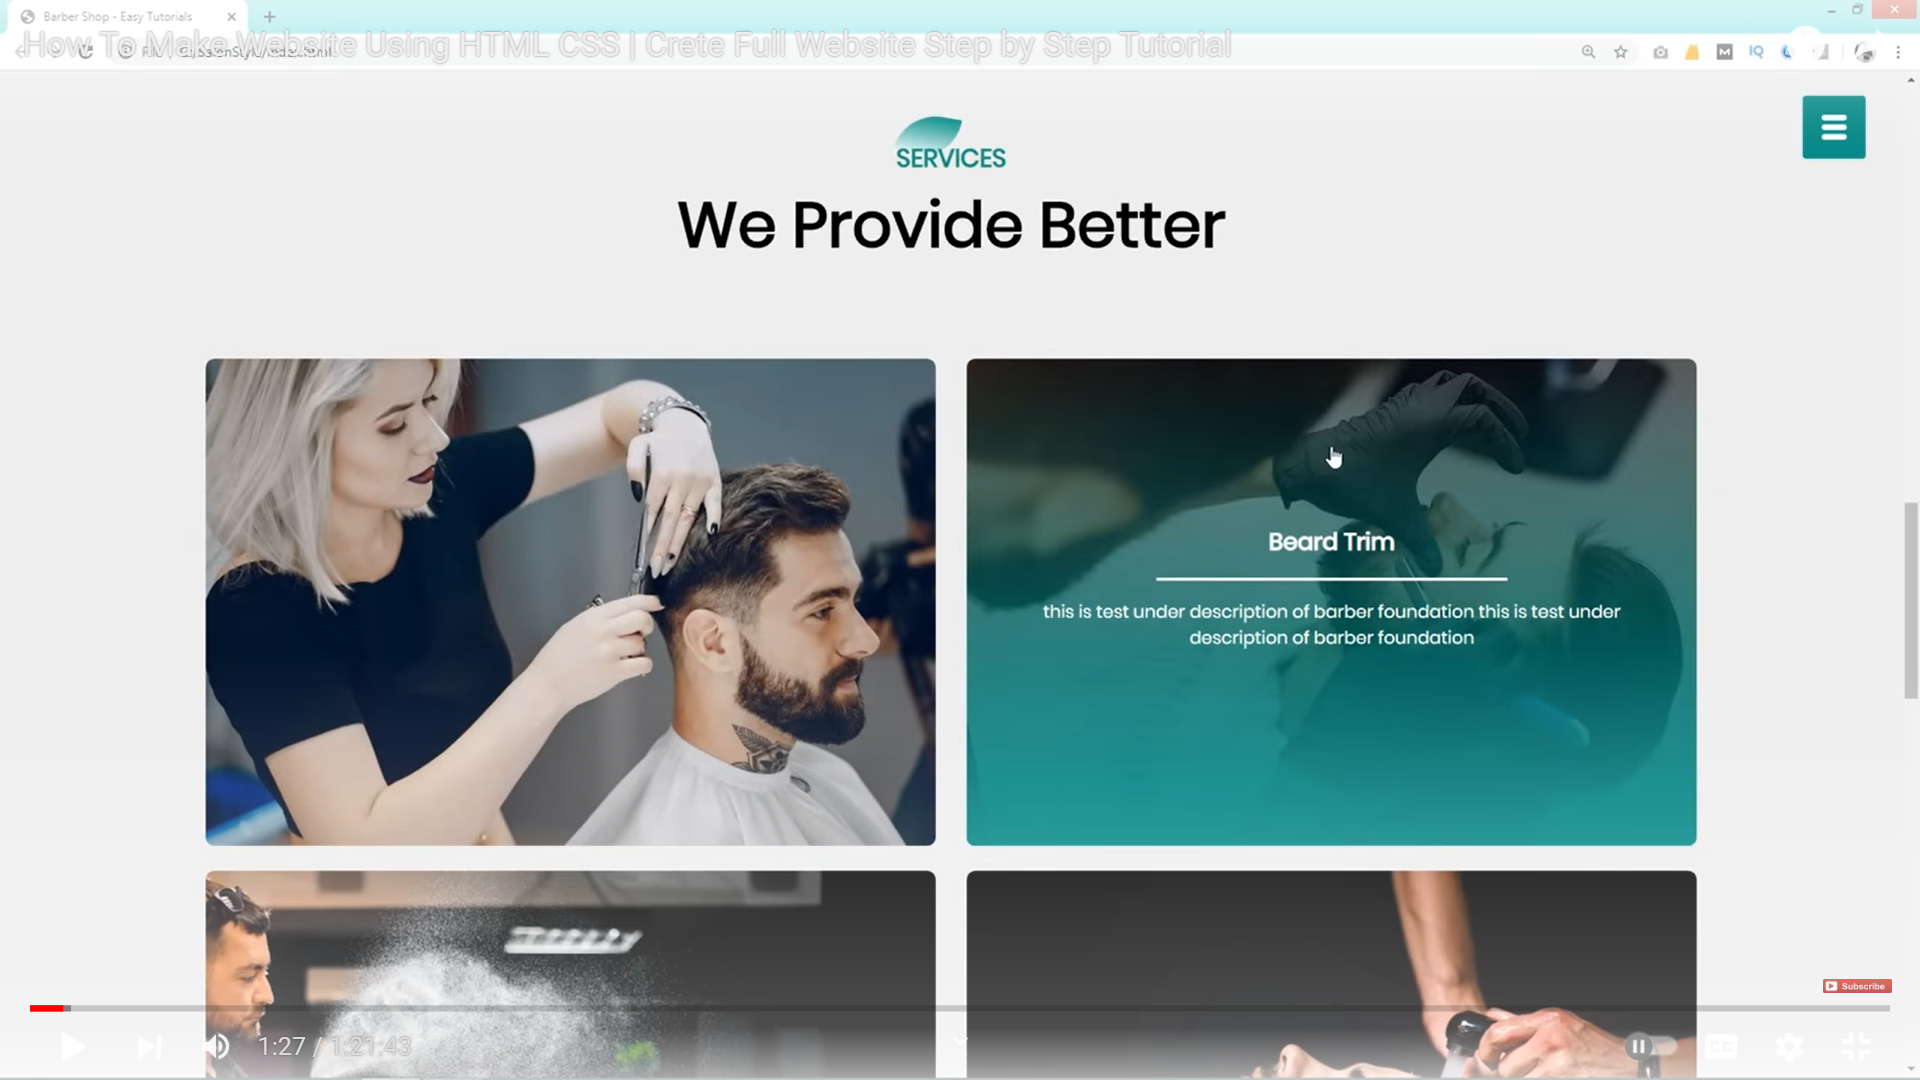 Barber Shop - Easy Tutorials
How To Make Website Using HTML CSS | Crete Full Website Step by Step Tutorial
M
IQ
SERVICES
We Provide Better
Beard Trim
this is test under description of barber foundation this is test under
description of barber foundation
Subscribe
1:27 / 1:21:43
CC